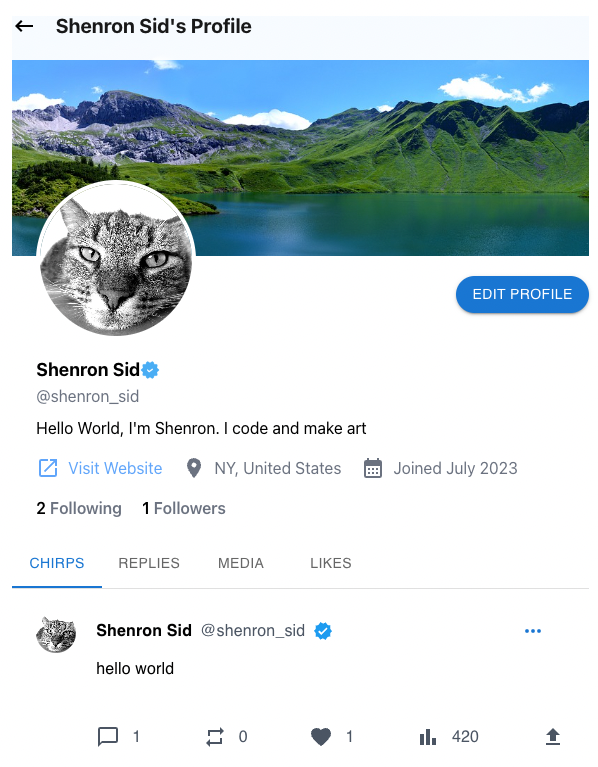 Shenron Sid's Profile
EDIT PROFILE
Shenron Sid
@shenron_sid
Hello World, I'm Shenron. I code and make art
Visit Website NY, United States Joined July 2023
2 Following 1 Followers
CHIRPS REPLIES MEDIA LIKES
Shenron Sid @shenron_sid
hello world
1 0 1 420